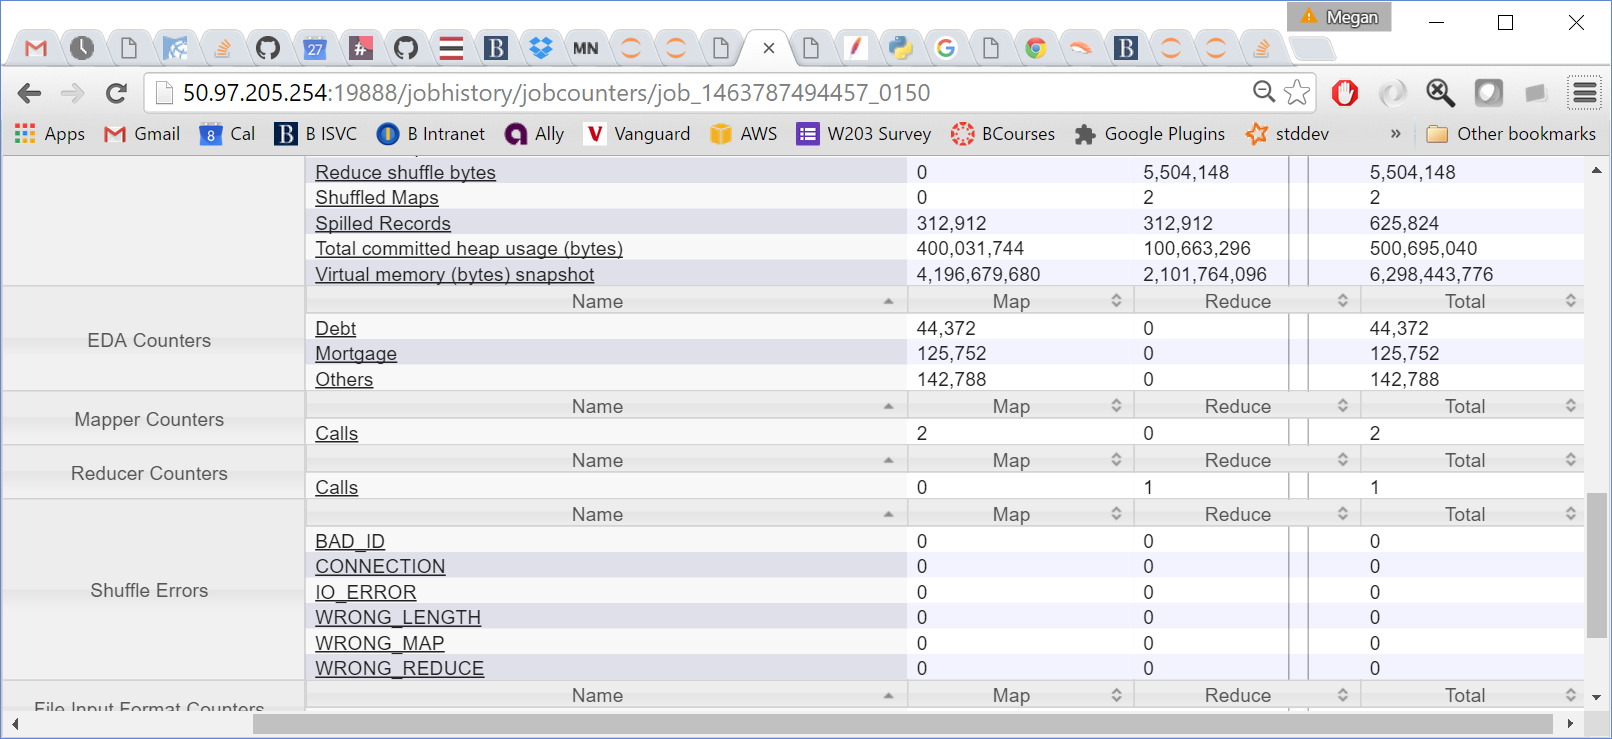 Megan
27
B
MN
B
50.97.205.254:19888/jobhistory/jobcounters/job_1463787494457_0150
Apps Gmail 8 Cal B B ISVC B Intranet Ally V Vanguard AWS W203 Survey BCourses Google Plugins stddev » Other bookmarks
Reduce shuffle bytes 0 5,504,148 5,504,148
Shuffled Maps 0 2 2
Spilled Records 312,912 312,912 625,824
Total committed heap usage (bytes) 400,031,744 100,663,296 500,695,040
Virtual memory (bytes) snapshot 4,196,679,680 2,101,764,096 6,298,443,776
EDA Counters
Name Map Reduce Total
Debt 44,372 0 44,372
Mortgage 125,752 0 125,752
Others 142,788 0 142,788
Mapper Counters
Name Map Reduce Total
Calls 2 0 2
Reducer Counters
Name Map Reduce Total
Calls 0 1 1
Shuffle Errors
Name Map Reduce Total
BAD_ID 0 0 0
CONNECTION 0 0 0
IO_ERROR 0 0 0
WRONG_LENGTH 0 0 0
WRONG_MAP 0 0 0
WRONG_REDUCE 0 0 0
File Input Format Counters
Name Map Reduce Total